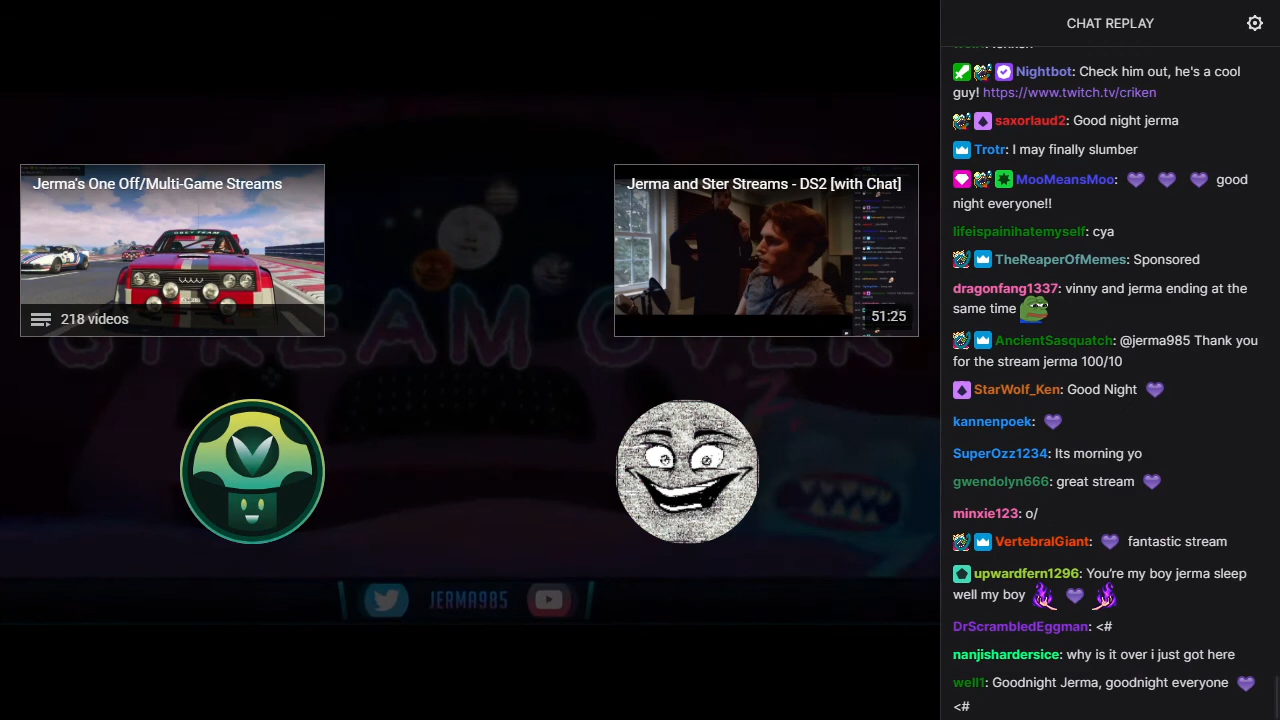 CHAT REPLAY
Nightbot: Check him out, he's a cool
guy! https://www.twitch.tv/criken
saxorlaud2: Good night jerma
Trotr: I may finally slumber
MooMeansMoo: good
night everyone!!
lifeispainihatemyself: cya
TheReaperOfMemes: Sponsored
dragonfang1337: vinny and jerma ending at the
same time
AncientSasquatch: @jerma985 Thank you
for the stream jerma 100/10
StarWolf_Ken: Good Night
kannenpoek:
SuperOzz1234: Its morning yo
gwendolyn666: great stream
minxie123: o/
VertebralGiant: fantastic stream
upwardfern1296: You're my boy jerma sleep
well my boy
DrScrambledEggman: <#
nanjishardersice: why is it over i just got here
well1: Goodnight Jerma, goodnight everyone
<#
Jerma's One Off/Multi-Game Streams
218 videos
Jerma and Ster Streams - DS2 [with Chat]
51:25
STREAM OVER
JERMA985